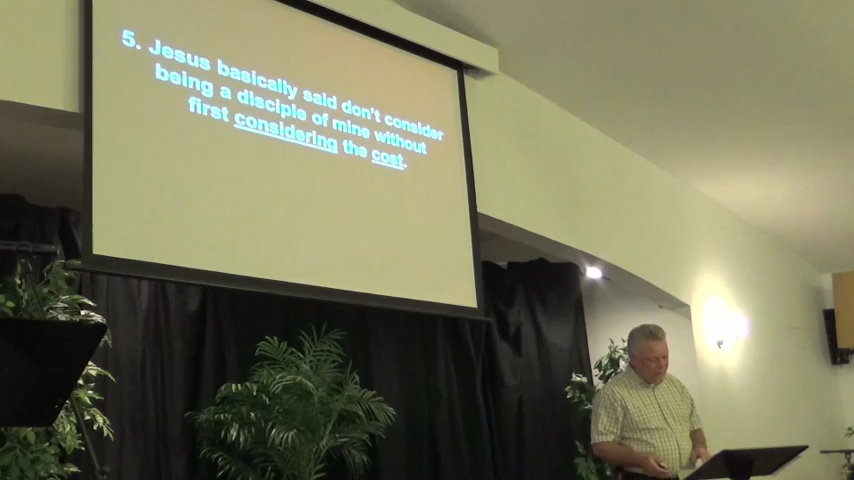 5. Jesus basically said don't consider
being a disciple of mine without
first considering the cost.